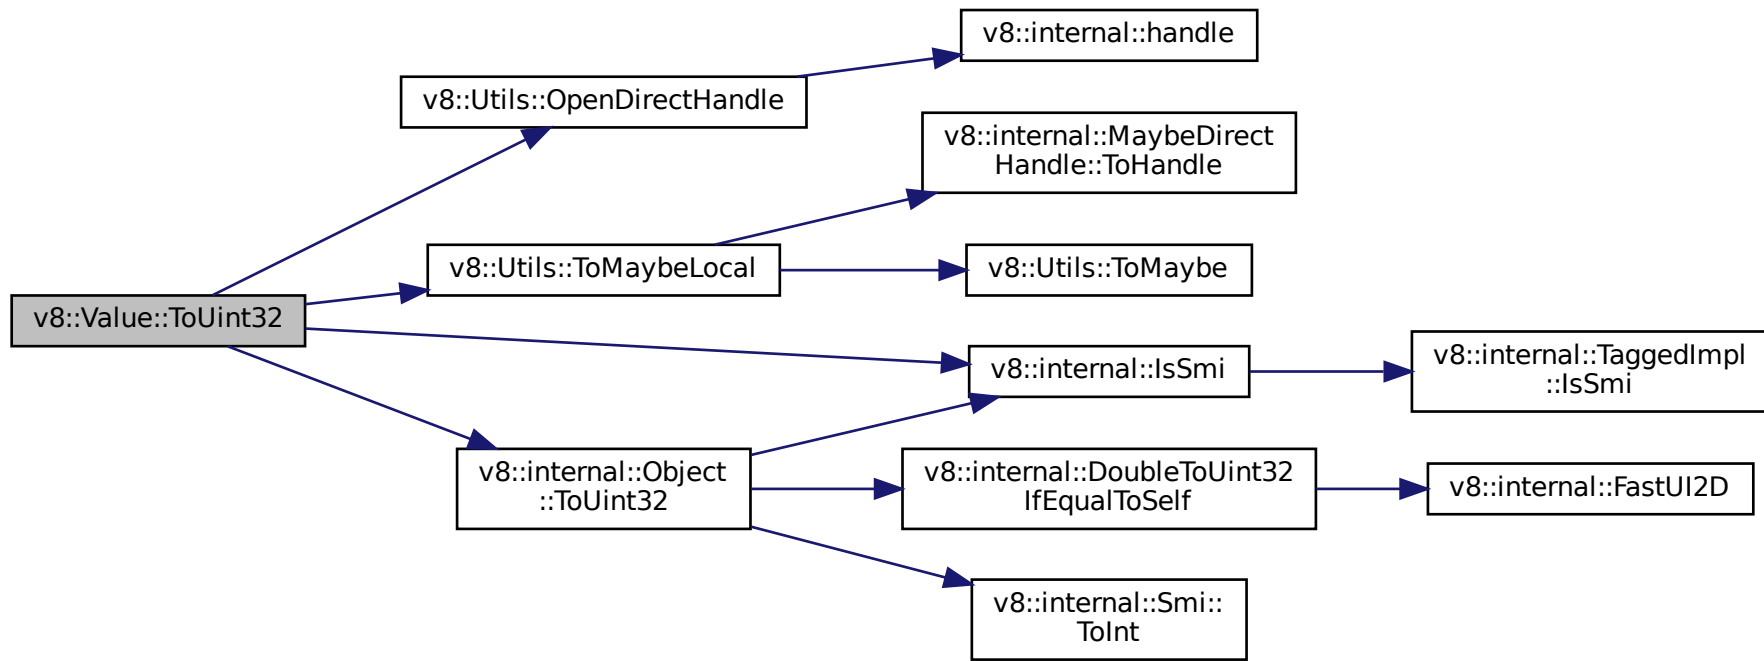 v8::internal::handle
v8::Utils::OpenDirectHandle
v8::internal::MaybeDirect
Handle::ToHandle
v8::Utils::ToMaybeLocal
v8::Utils::ToMaybe
v8::Value::ToUint32
v8::internal::IsSmi
v8::internal::TaggedImpl
::IsSmi
v8::internal::Object
::ToUint32
v8::internal::DoubleToUint32
IfEqualToSelf
v8::internal::FastUI2D
v8::internal::Smi::
ToInt